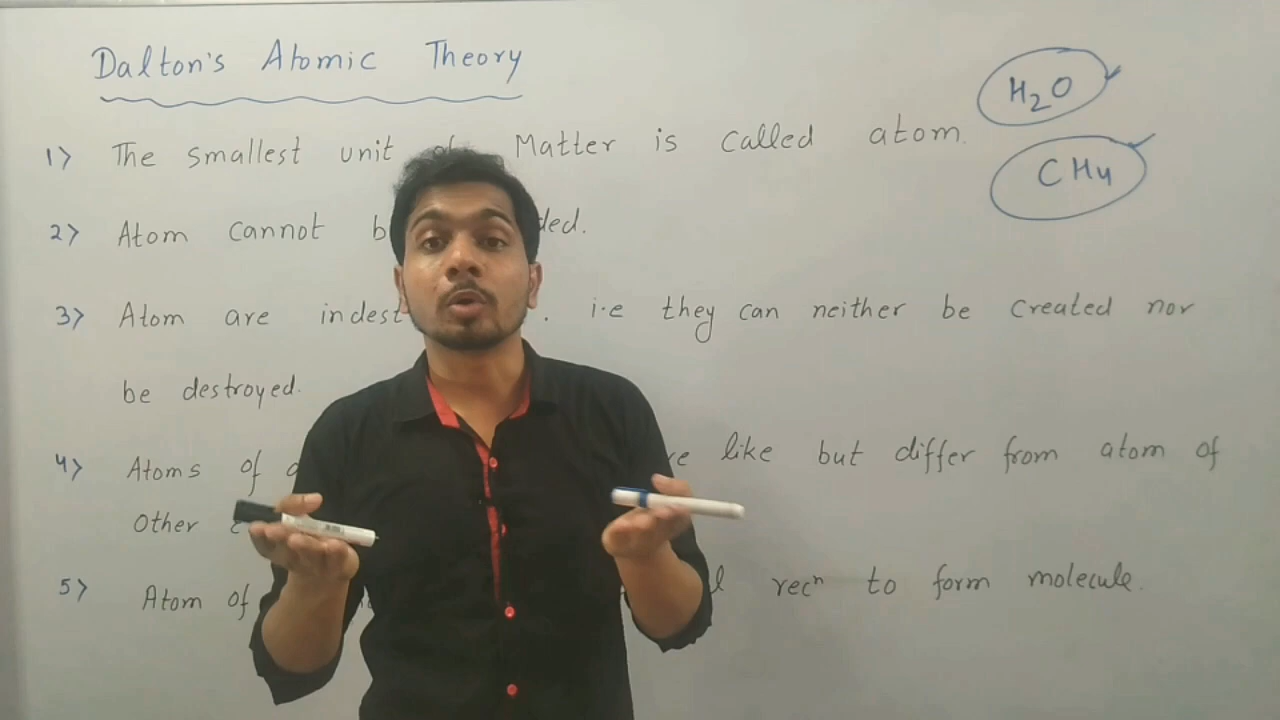 Dalton's Atomic Theory
H2O
1) The smallest unit of Matter is called atom.
CH4
2) Atom cannot
3) Atom are i.e they can neither be created nor
be destroyed.
4) Atoms of like but differ from atom of
Other
5) Atom of recn to form molecule.